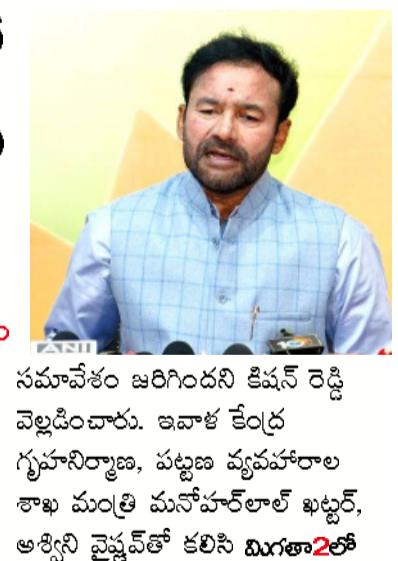 ANI
సమావేశం జరిగిందని కిషన్ రెడ్డి
వెల్లడించారు. ఇవాళ కేంద్ర
గృహనిర్మాణ, పట్టణ వ్యవహారాల
శాఖ మంత్రి మనోహర్‌లాల్ ఖట్టర్,
అశ్విని వైష్ణవ్‌తో కలిసి మిగతా2లో